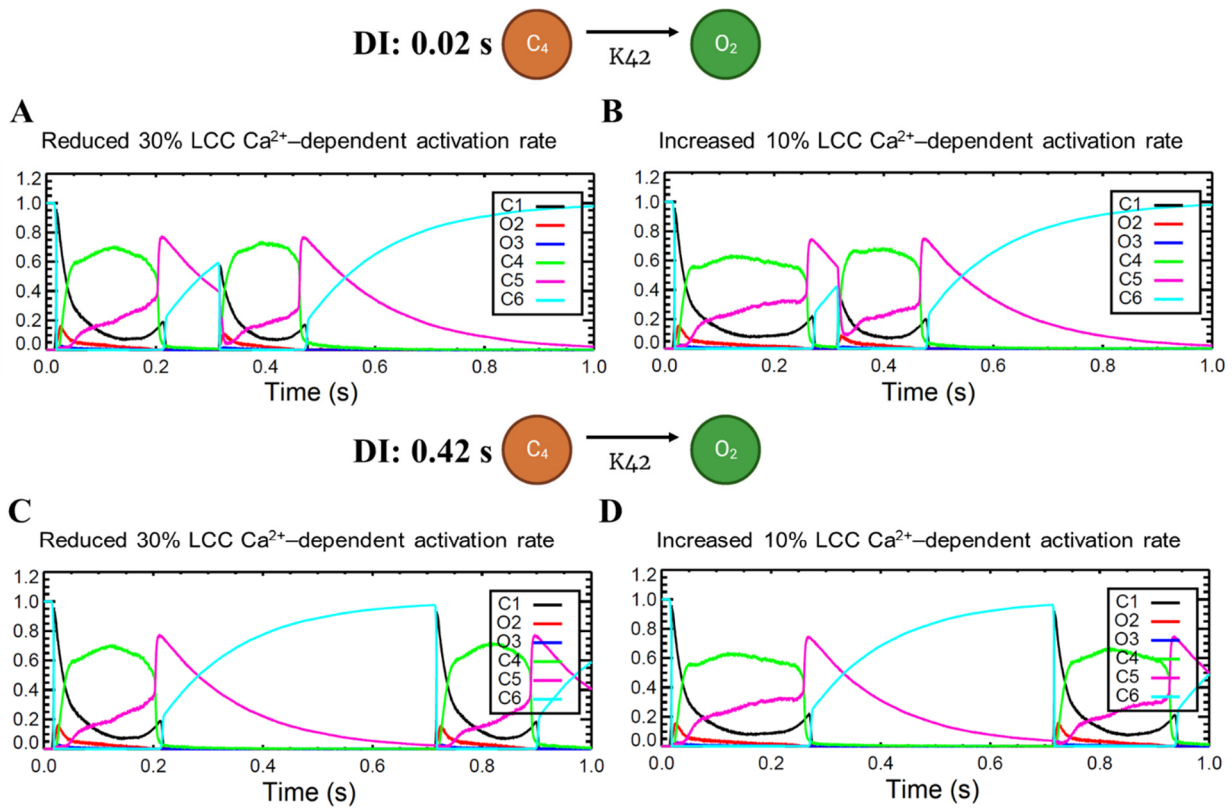 DI: 0.02 s C4 K42 O2
A
Reduced 30% LCC Ca2+–dependent activation rate
1.2
1.0
0.8
0.6
0.4
0.2
0.0
C1
O2
O3
C4
C5
C6
0.0 0.2 0.4 0.6 0.8 1.0
Time (s)
B
Increased 10% LCC Ca2+–dependent activation rate
1.2
1.0
0.8
0.6
0.4
0.2
0.0
C1
O2
O3
C4
C5
C6
0.0 0.2 0.4 0.6 0.8 1.0
Time (s)
DI: 0.42 s C4 K42 O2
C
Reduced 30% LCC Ca2+–dependent activation rate
1.2
1.0
0.8
0.6
0.4
0.2
0.0
C1
O2
O3
C4
C5
C6
0.0 0.2 0.4 0.6 0.8 1.0
Time (s)
D
Increased 10% LCC Ca2+–dependent activation rate
1.2
1.0
0.8
0.6
0.4
0.2
0.0
C1
O2
O3
C4
C5
C6
0.0 0.2 0.4 0.6 0.8 1.0
Time (s)